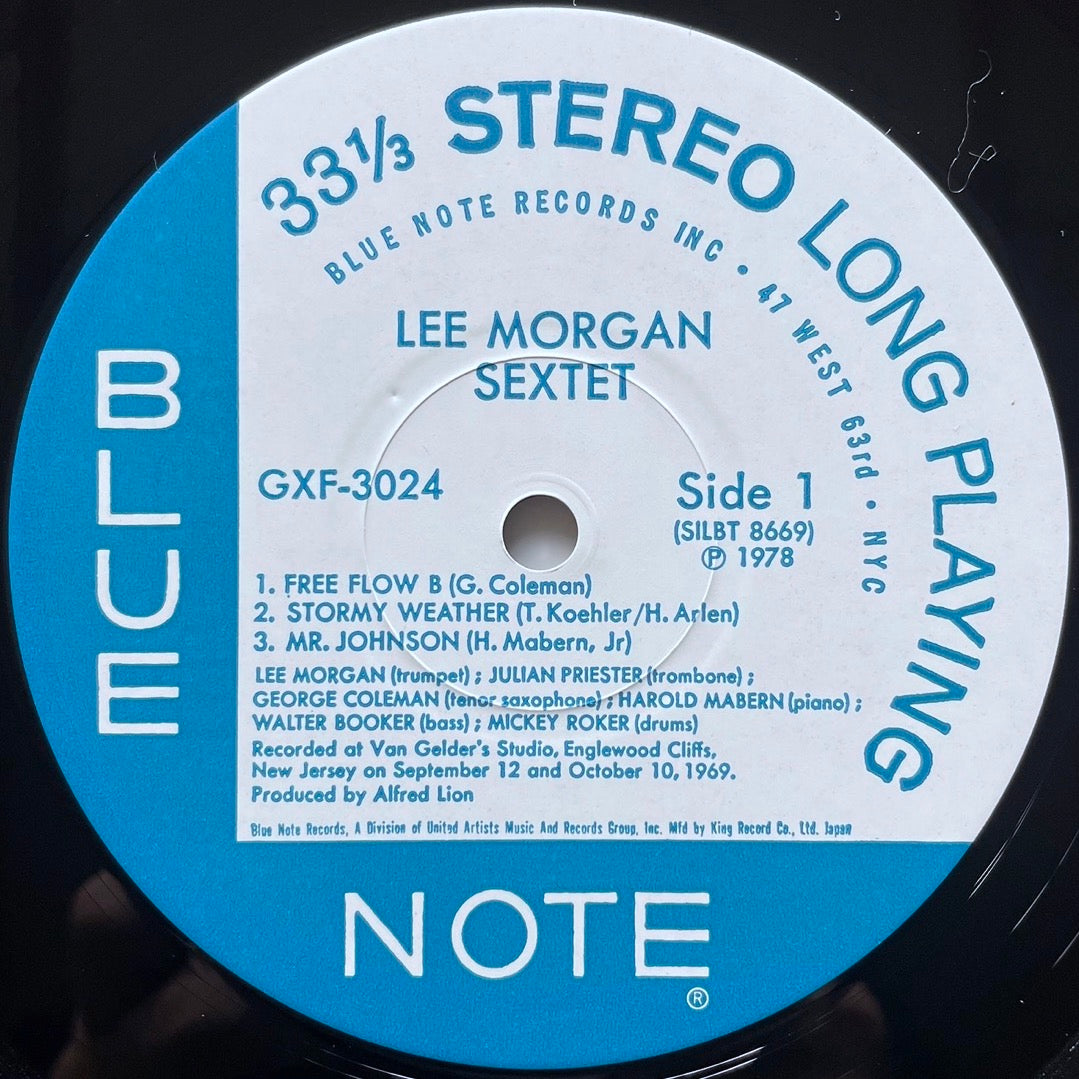 33⅓ STEREO LONG PLAYING
BLUE NOTE RECORDS INC • 47 WEST 63rd • NYC
LEE MORGAN
SEXTET
GXF-3024
Side 1
(SILBT 8669)
Ⓟ 1978
1. FREE FLOW B (G. Coleman)
2. STORMY WEATHER (T. Koehler/H. Arlen)
3. MR. JOHNSON (H. Mabern, Jr)
LEE MORGAN (trumpet) ; JULIAN PRIESTER (trombone) ;
GEORGE COLEMAN (tenor saxophone) ; HAROLD MABERN (piano) ;
WALTER BOOKER (bass) ; MICKEY ROKER (drums)
Recorded at Van Gelder's Studio, Englewood Cliffs,
New Jersey on September 12 and October 10, 1969.
Produced by Alfred Lion
Blue Note Records, A Division of United Artists Music And Records Group, Inc. Mfd by King Record Co., Ltd. Japan
BLUE
NOTE
®